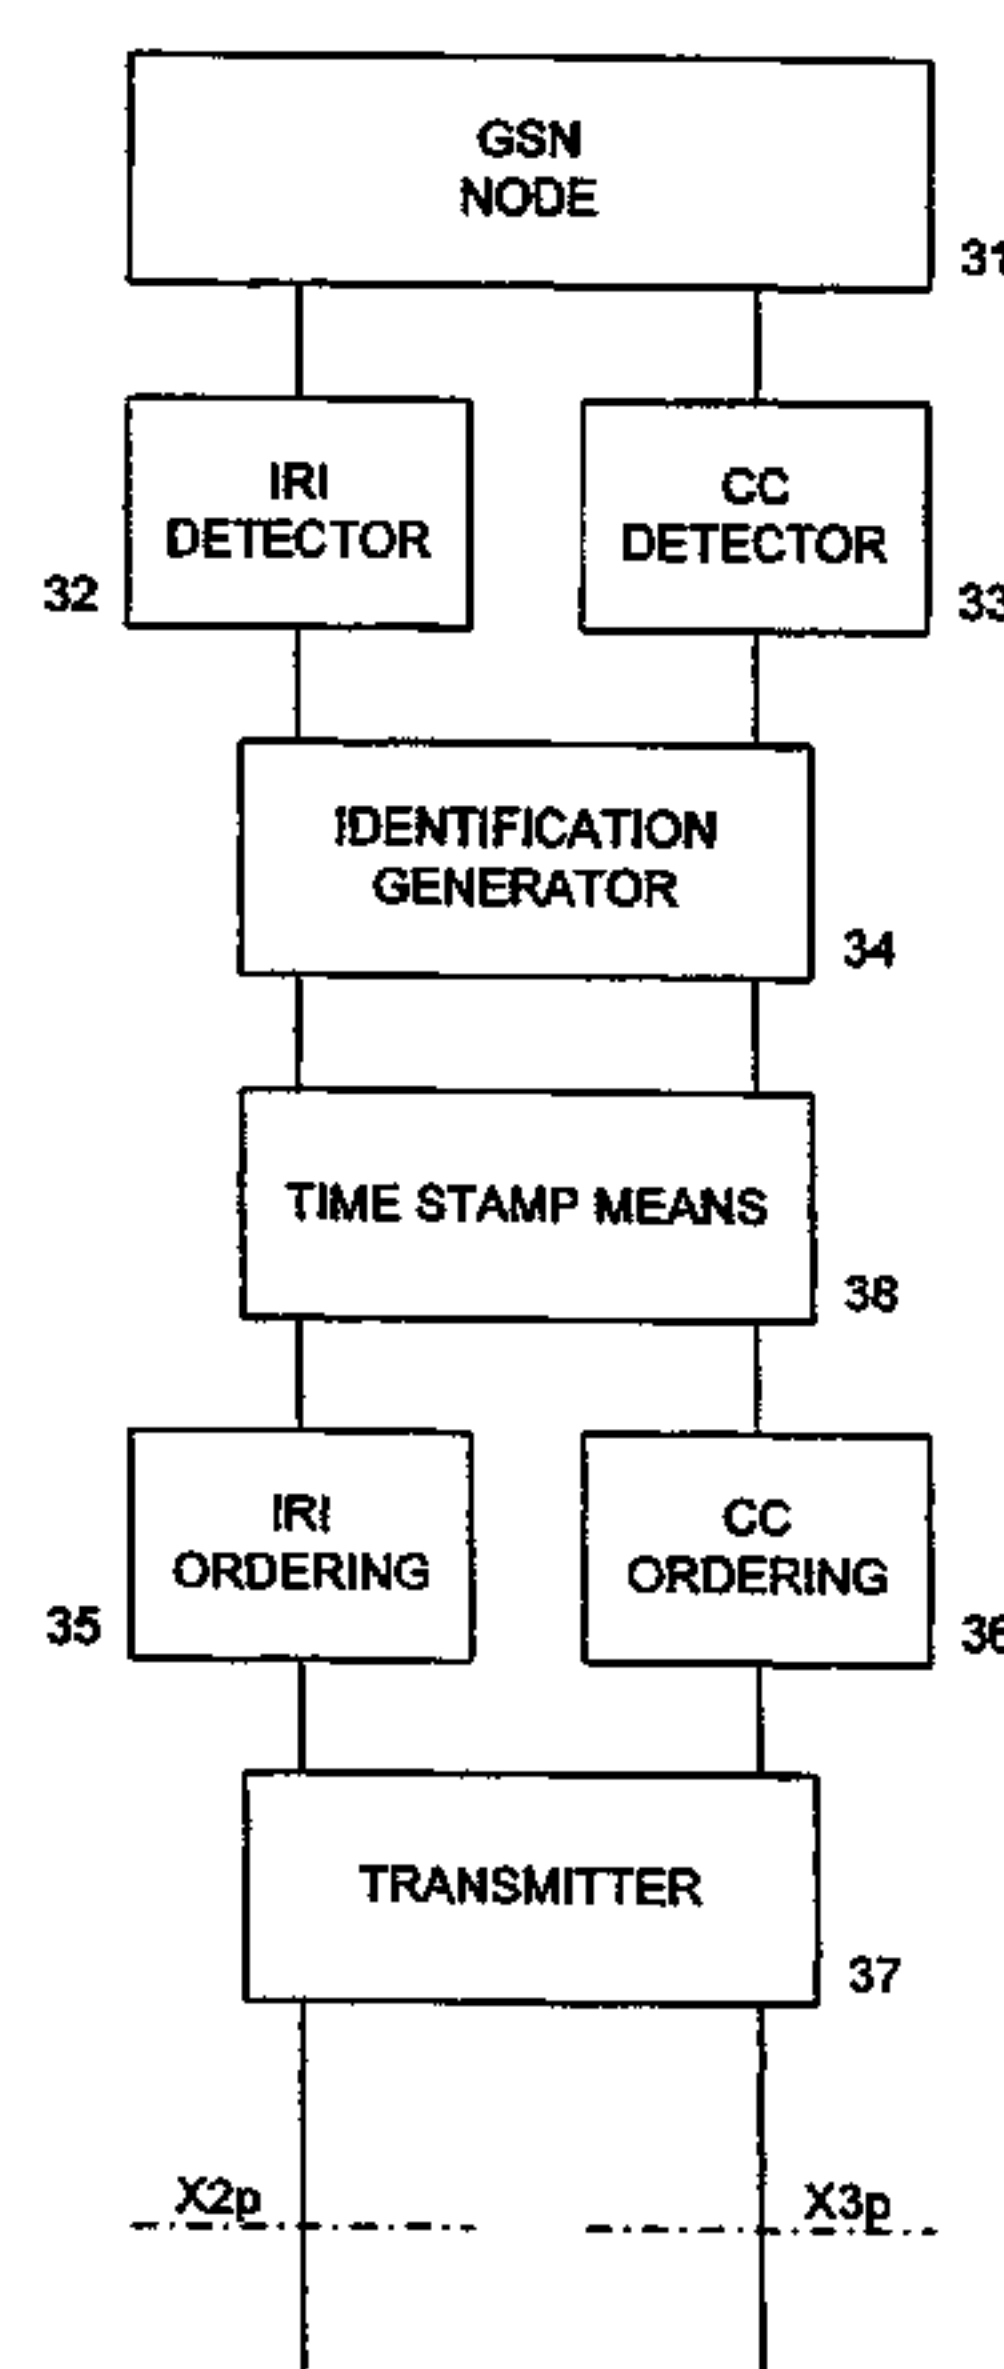 GSN
NODE
31
IRI
DETECTOR
32
CC
DETECTOR
33
IDENTIFICATION
GENERATOR
34
TIME STAMP MEANS
38
IRI
ORDERING
35
CC
ORDERING
36
TRANSMITTER
37
X2p
X3p